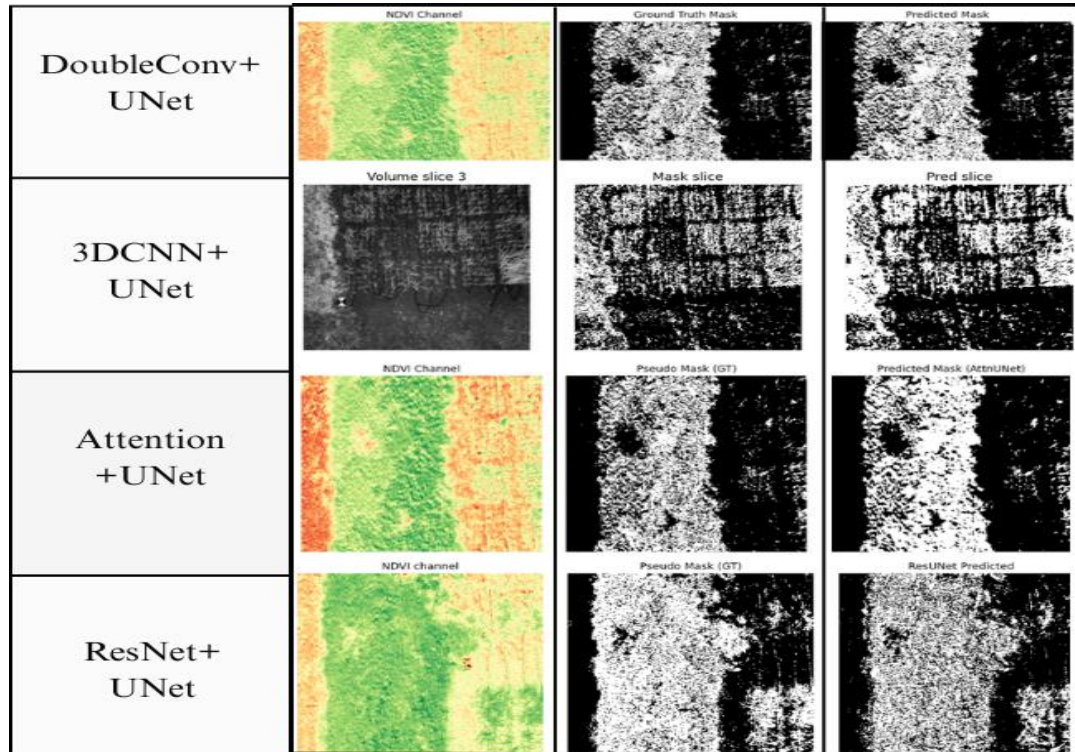 NDVI Channel
Ground Truth Mask
Predicted Mask
DoubleConv+
UNet
Volume slice 3
Mask slice
Pred slice
3DCNN+
UNet
NDVI Channel
Pseudo Mask (GT)
Predicted Mask (AttnUNet)
Attention
+UNet
NDVI channel
Pseudo Mask (GT)
ResUNet Predicted
ResNet+
UNet